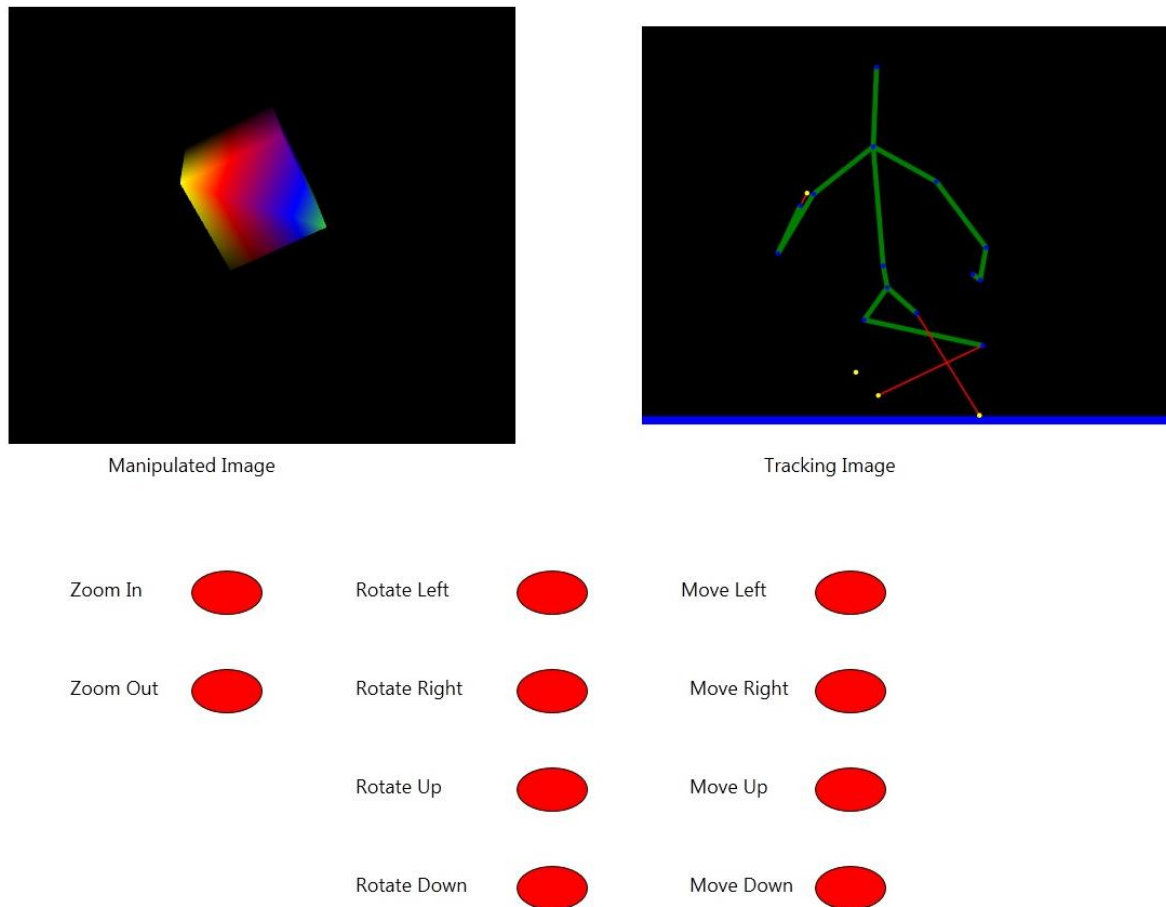 Manipulated Image
Tracking Image
Zoom In
Rotate Left
Move Left
Zoom Out
Rotate Right
Move Right
Rotate Up
Move Up
Rotate Down
Move Down